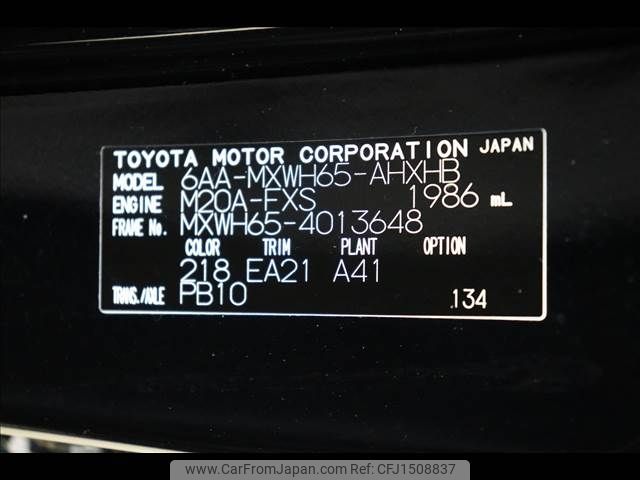 TOYOTA MOTOR CORPORATION JAPAN
MODEL 6AA-MXWH65-AHXHB
ENGINE M20A-FXS 1986 mL
FRAME No. MXWH65-4013648
COLOR TRIM PLANT OPTION
218 EA21 A41
TRANS./AXLE PB10 134
www.CarFromJapan.com CFJ1508837